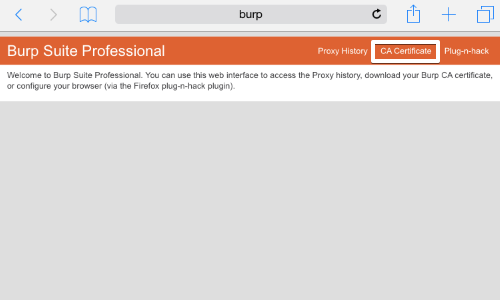 burp
Burp Suite Professional
Proxy History
CA Certificate
Plug-n-hack
Welcome to Burp Suite Professional. You can use this web interface to access the Proxy history, download your Burp CA certificate,
or configure your browser (via the Firefox plug-n-hack plugin).